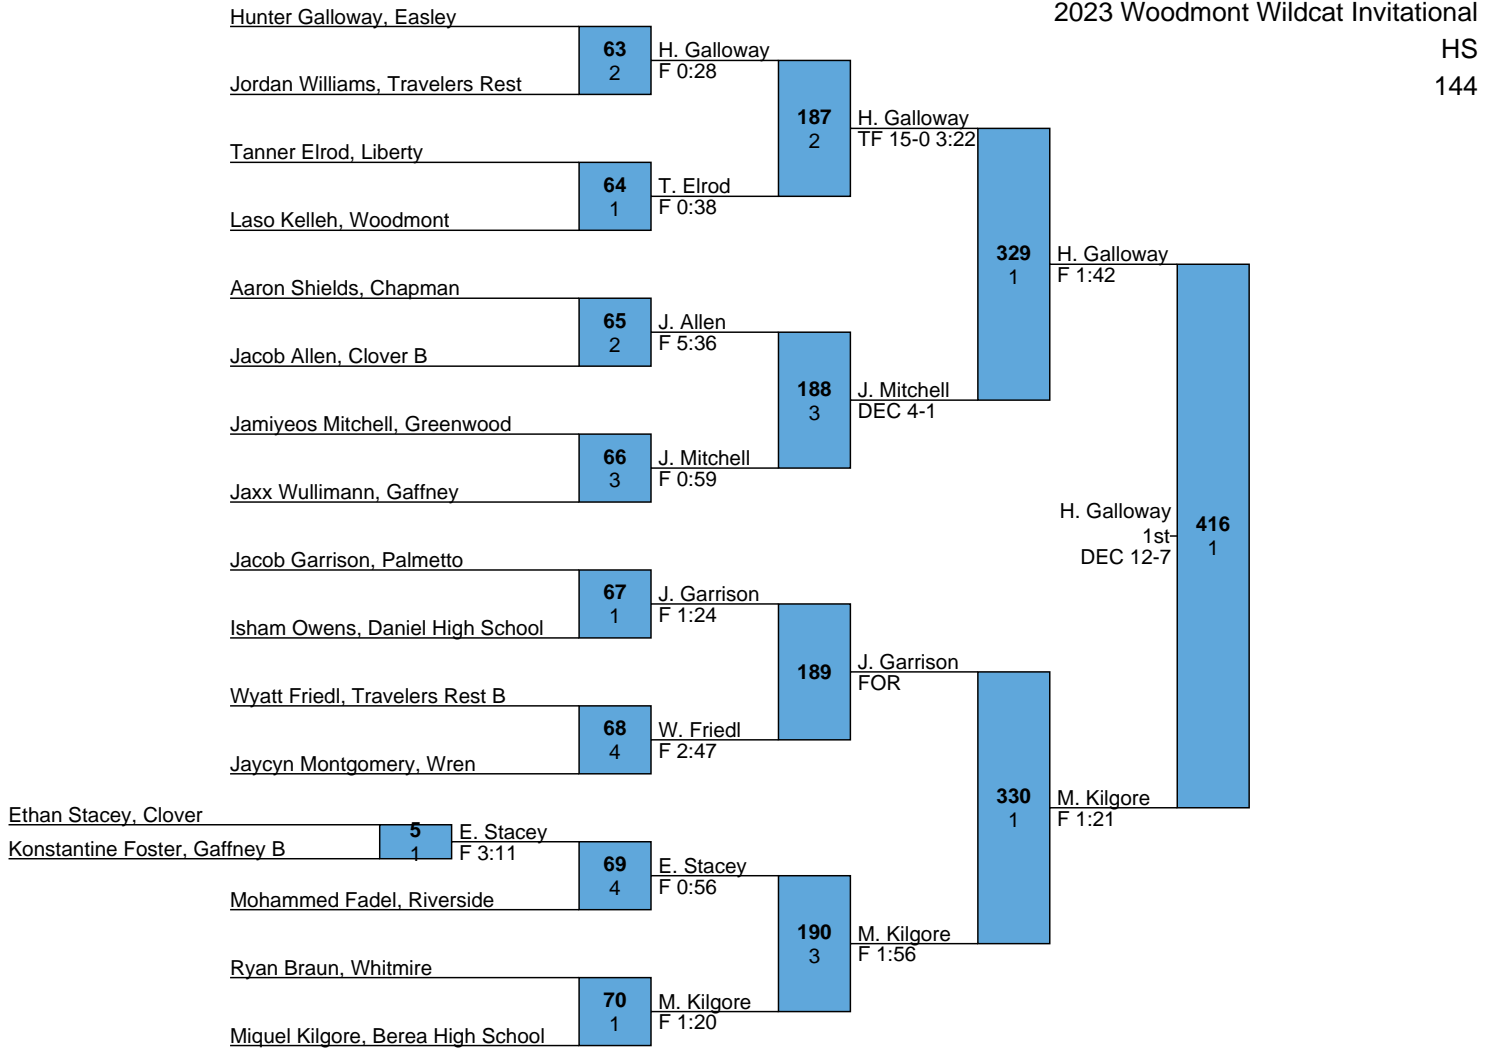 2023 Woodmont Wildcat Invitational
HS
144
Hunter Galloway, Easley
63
2
H. Galloway
F 0:28
Jordan Williams, Travelers Rest
187
2
H. Galloway
TF 15-0 3:22
Tanner Elrod, Liberty
64
1
T. Elrod
F 0:38
Laso Kelleh, Woodmont
329
1
H. Galloway
F 1:42
Aaron Shields, Chapman
65
2
J. Allen
F 5:36
Jacob Allen, Clover B
188
3
J. Mitchell
DEC 4-1
Jamiyeos Mitchell, Greenwood
66
3
J. Mitchell
F 0:59
Jaxx Wullimann, Gaffney
H. Galloway
1st
DEC 12-7
416
1
Jacob Garrison, Palmetto
67
1
J. Garrison
F 1:24
Isham Owens, Daniel High School
189
J. Garrison
FOR
Wyatt Friedl, Travelers Rest B
68
4
W. Friedl
F 2:47
Jaycyn Montgomery, Wren
330
1
M. Kilgore
F 1:21
Ethan Stacey, Clover
5
1
E. Stacey
F 3:11
Konstantine Foster, Gaffney B
69
4
E. Stacey
F 0:56
Mohammed Fadel, Riverside
190
3
M. Kilgore
F 1:56
Ryan Braun, Whitmire
70
1
M. Kilgore
F 1:20
Miquel Kilgore, Berea High School